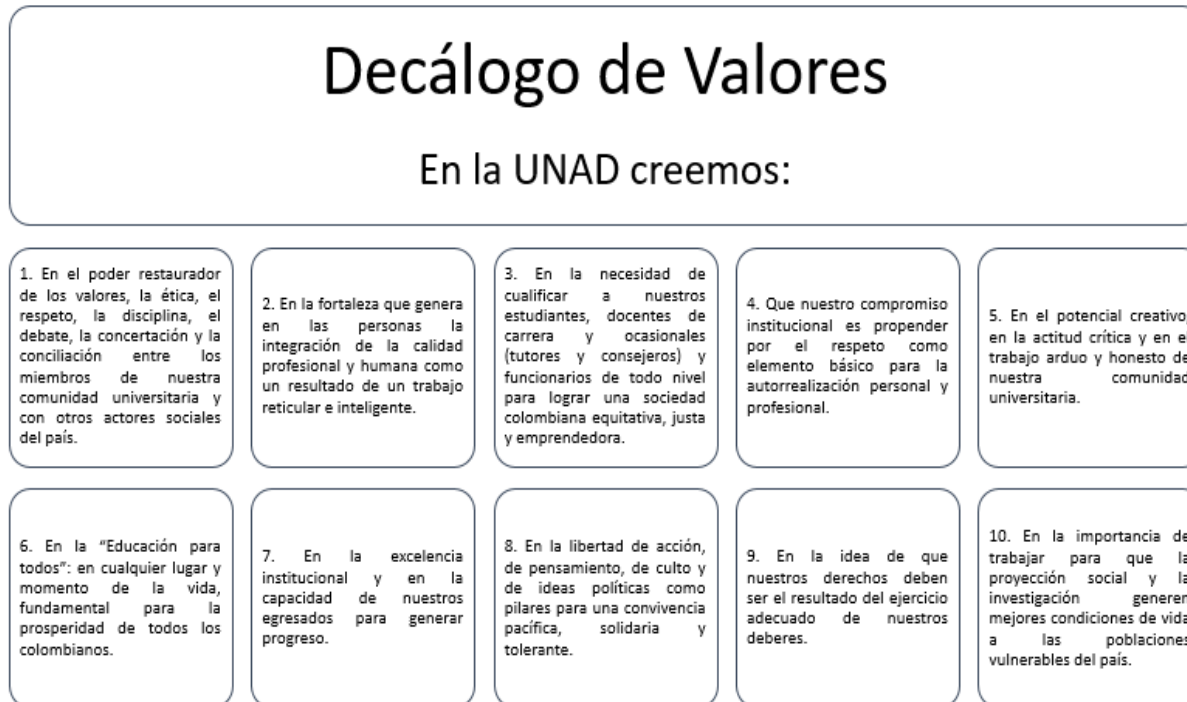 Decálogo de Valores
En la UNAD creemos:
1. En el poder restaurador
de los valores, la ética, el
respeto, la disciplina, el
debate, la concertación y la
conciliación entre los
miembros de nuestra
comunidad universitaria y
con otros actores sociales
del país.
2. En la fortaleza que genera
en las personas la
integración de la calidad
profesional y humana como
un resultado de un trabajo
reticular e inteligente.
3. En la necesidad de
cualificar a nuestros
estudiantes, docentes de
carrera y ocasionales
(tutores y consejeros) y
funcionarios de todo nivel
para lograr una sociedad
colombiana equitativa, justa
y emprendedora.
4. Que nuestro compromiso
institucional es propender
por el respeto como
elemento básico para la
autorrealización personal y
profesional.
5. En el potencial creativo,
en la actitud crítica y en el
trabajo arduo y honesto de
nuestra comunidad
universitaria.
6. En la “Educación para
todos”: en cualquier lugar y
momento de la vida,
fundamental para la
prosperidad de todos los
colombianos.
7. En la excelencia
institucional y en la
capacidad de nuestros
egresados para generar
progreso.
8. En la libertad de acción,
de pensamiento, de culto y
de ideas políticas como
pilares para una convivencia
pacífica, solidaria y
tolerante.
9. En la idea de que
nuestros derechos deben
ser el resultado del ejercicio
adecuado de nuestros
deberes.
10. En la importancia de
trabajar para que la
proyección social y la
investigación generen
mejores condiciones de vida
a las poblaciones
vulnerables del país.